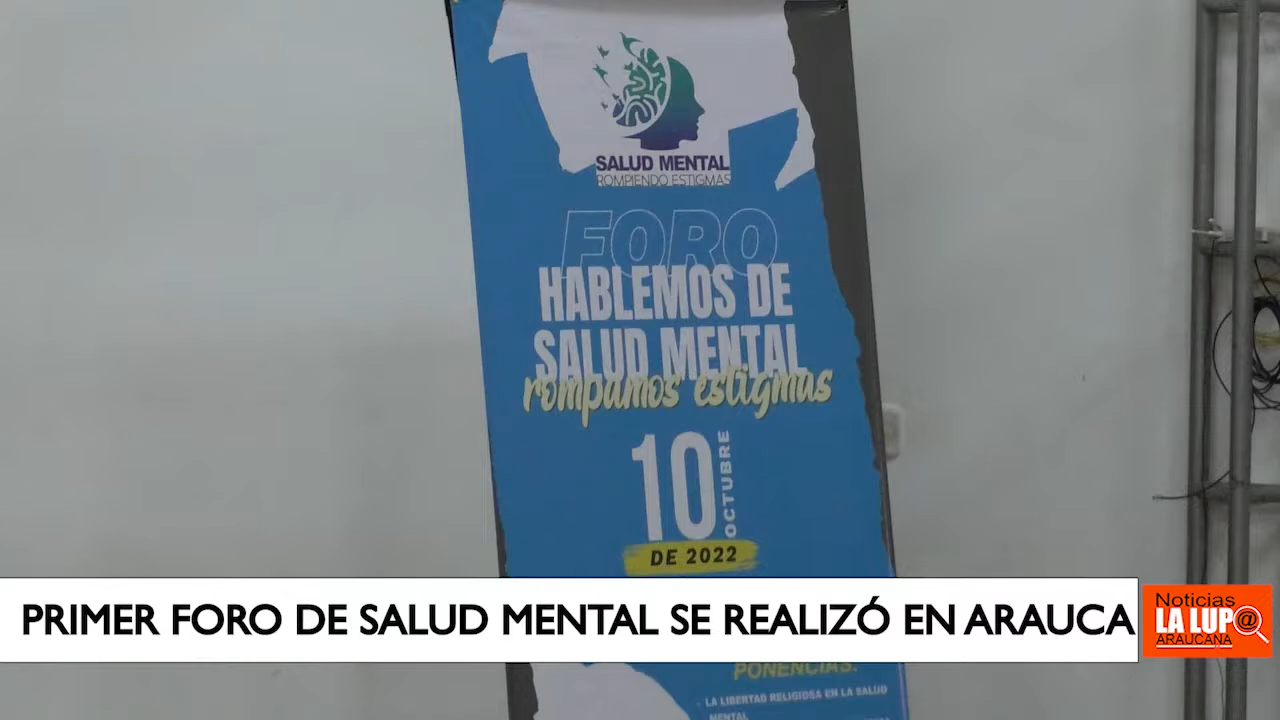 SALUD MENTAL
ROMPIENDO ESTIGMAS
FORO
HABLEMOS DE
SALUD MENTAL
rompamos estigmas
10
OCTUBRE
DE 2022
PRIMER FORO DE SALUD MENTAL SE REALIZÓ EN ARAUCA
Noticias
LA LUP@
ARAUCANA
PONENCIAS:
- LA LIBERTAD RELIGIOSA EN LA SALUD
MENTAL